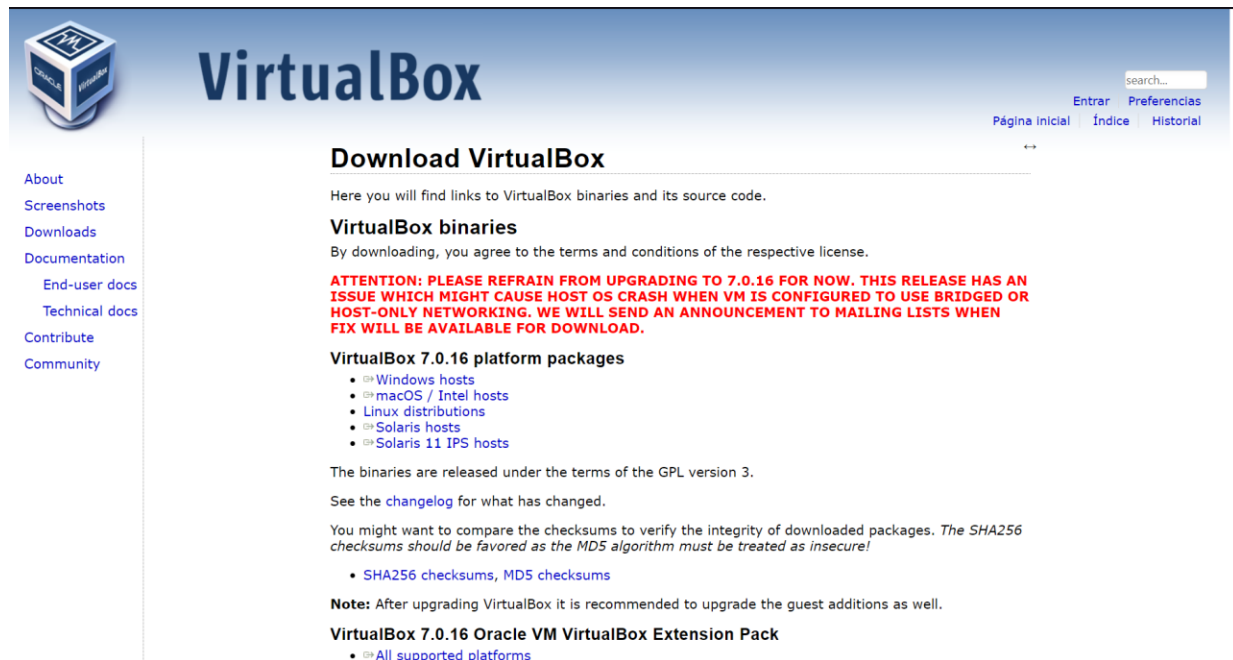 VirtualBox
ORACLE
VirtualBox
search...
Entrar Preferencias
Página inicial Índice Historial
About
Screenshots
Downloads
Documentation
End-user docs
Technical docs
Contribute
Community
Download VirtualBox
Here you will find links to VirtualBox binaries and its source code.
VirtualBox binaries
By downloading, you agree to the terms and conditions of the respective license.
ATTENTION: PLEASE REFRAIN FROM UPGRADING TO 7.0.16 FOR NOW. THIS RELEASE HAS AN
ISSUE WHICH MIGHT CAUSE HOST OS CRASH WHEN VM IS CONFIGURED TO USE BRIDGED OR
HOST-ONLY NETWORKING. WE WILL SEND AN ANNOUNCEMENT TO MAILING LISTS WHEN
FIX WILL BE AVAILABLE FOR DOWNLOAD.
VirtualBox 7.0.16 platform packages
• Windows hosts
• macOS / Intel hosts
• Linux distributions
• Solaris hosts
• Solaris 11 IPS hosts
The binaries are released under the terms of the GPL version 3.
See the changelog for what has changed.
You might want to compare the checksums to verify the integrity of downloaded packages. The SHA256
checksums should be favored as the MD5 algorithm must be treated as insecure!
• SHA256 checksums, MD5 checksums
Note: After upgrading VirtualBox it is recommended to upgrade the guest additions as well.
VirtualBox 7.0.16 Oracle VM VirtualBox Extension Pack
• All supported platforms